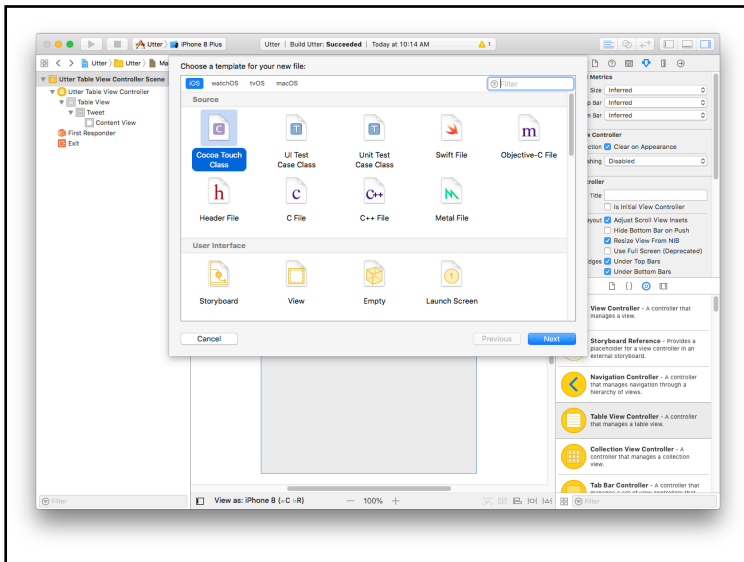 Utter
iPhone 8 Plus
Utter | Build Utter: Succeeded | Today at 10:14 AM
1
Utter
Utter
Choose a template for your new file:
iOS
watchOS
tvOS
macOS
Filter
Source
C
T
T
m
Cocoa Touch
Class
UI Test
Case Class
Unit Test
Case Class
Swift File
Objective-C File
h
c
C++
Header File
C File
C++ File
Metal File
User Interface
1
Storyboard
View
Empty
Launch Screen
Cancel
Previous
Next
Utter Table View Controller Scene
Utter Table View Controller
Table View
Tweet
Content View
First Responder
Exit
Metrics
Size
Inferred
Bar
Inferred
Bar
Inferred
Controller
Clear on Appearance
Disabled
Title
Is Initial View Controller
Adjust Scroll View Insets
Hide Bottom Bar on Push
Resize View From NIB
Use Full Screen (Deprecated)
Under Top Bars
Under Bottom Bars
{ }
View Controller - A controller that
manages a view.
Storyboard Reference - Provides a
placeholder for a view controller in an
external storyboard.
Navigation Controller - A controller
that manages navigation through a
hierarchy of views.
Table View Controller - A controller
that manages a table view.
Collection View Controller - A
controller that manages a collection
view.
Tab Bar Controller - A controller that
Filter
View as: iPhone 8 (wC hR)
— 100% +
Filter